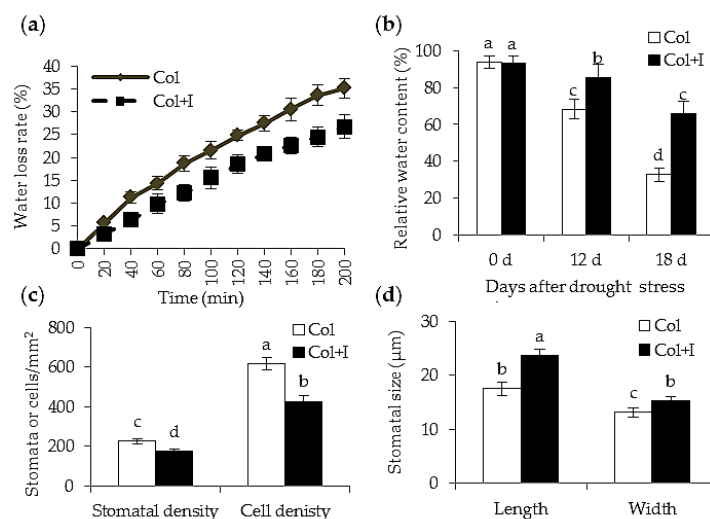 (a)
Water loss rate (%)
40
35
30
25
20
15
10
5
0
Col
Col+I
0
20
40
60
80
100
120
140
160
180
200
Time (min)
(b)
Relative water content (%)
100
80
60
40
20
0
Col
Col+I
a
a
c
b
d
c
0 d
12 d
18 d
Days after drought stress
(c)
Stomata or cells/mm²
800
600
400
200
0
Col
Col+I
c
d
a
b
Stomatal density
Cell denisty
(d)
Stomatal size (μm)
30
20
10
0
Col
Col+I
b
a
c
b
Length
Width